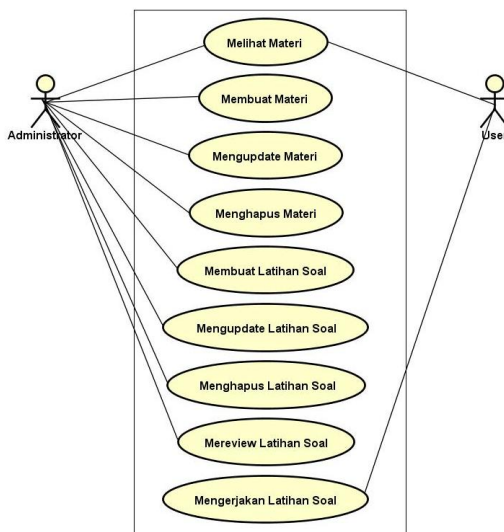 Melihat Materi
Membuat Materi
Administrator
User
Mengupdate Materi
Menghapus Materi
Membuat Latihan Soal
Mengupdate Latihan Soal
Menghapus Latihan Soal
Mereview Latihan Soal
Mengerjakan Latihan Soal